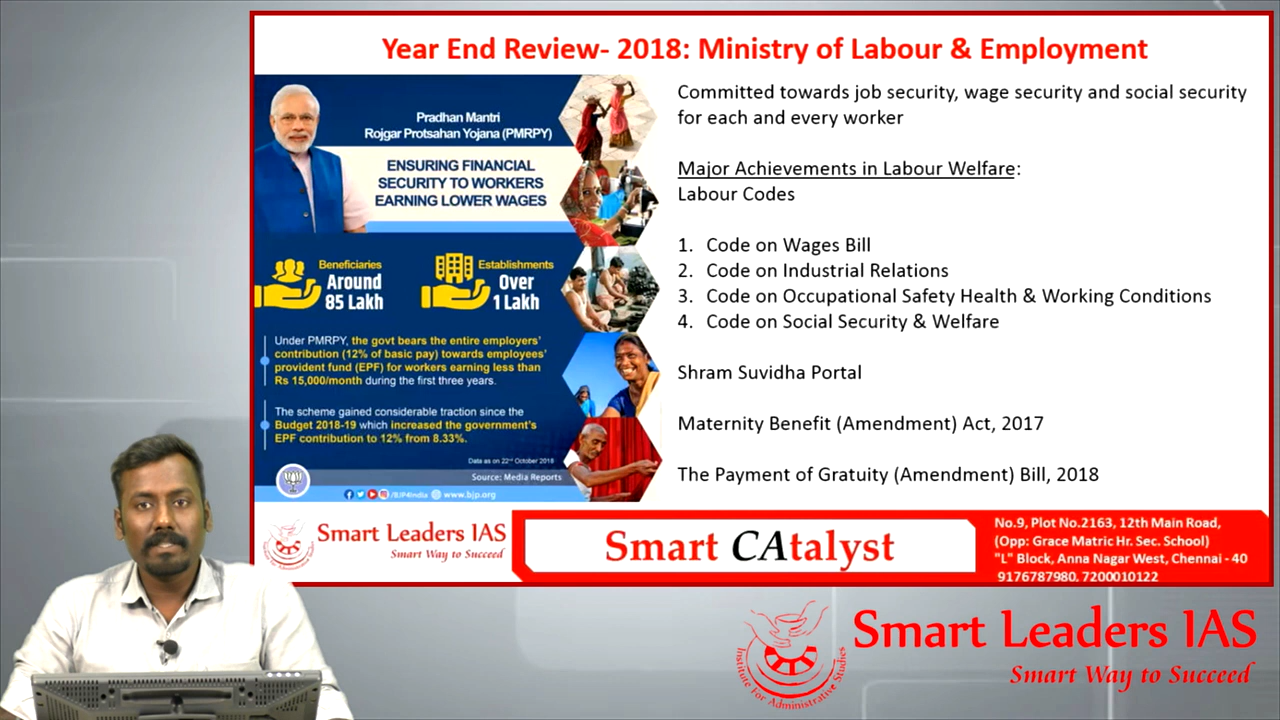 Year End Review- 2018: Ministry of Labour & Employment
Pradhan Mantri
Rojgar Protsahan Yojana (PMRPY)
ENSURING FINANCIAL
SECURITY TO WORKERS
EARNING LOWER WAGES
Beneficiaries
Around
85 Lakh
Establishments
Over
1 Lakh
Under PMRPY, the govt bears the entire employers'
contribution (12% of basic pay) towards employees'
provident fund (EPF) for workers earning less than
Rs 15,000/month during the first three years.
The scheme gained considerable traction since the
Budget 2018-19 which increased the government's
EPF contribution to 12% from 8.33%.
Data as on 22nd October 2018
Source: Media Reports
/BJP4India www.bjp.org
Committed towards job security, wage security and social security
for each and every worker
Major Achievements in Labour Welfare:
Labour Codes
1. Code on Wages Bill
2. Code on Industrial Relations
3. Code on Occupational Safety Health & Working Conditions
4. Code on Social Security & Welfare
Shram Suvidha Portal
Maternity Benefit (Amendment) Act, 2017
The Payment of Gratuity (Amendment) Bill, 2018
Smart Leaders IAS
Smart Way to Succeed
Smart CAtalyst
No.9, Plot No.2163, 12th Main Road,
(Opp: Grace Matric Hr. Sec. School)
"L" Block, Anna Nagar West, Chennai - 40
9176787980, 7200010122
Institute For Administrative Studies
Smart Leaders IAS
Smart Way to Succeed